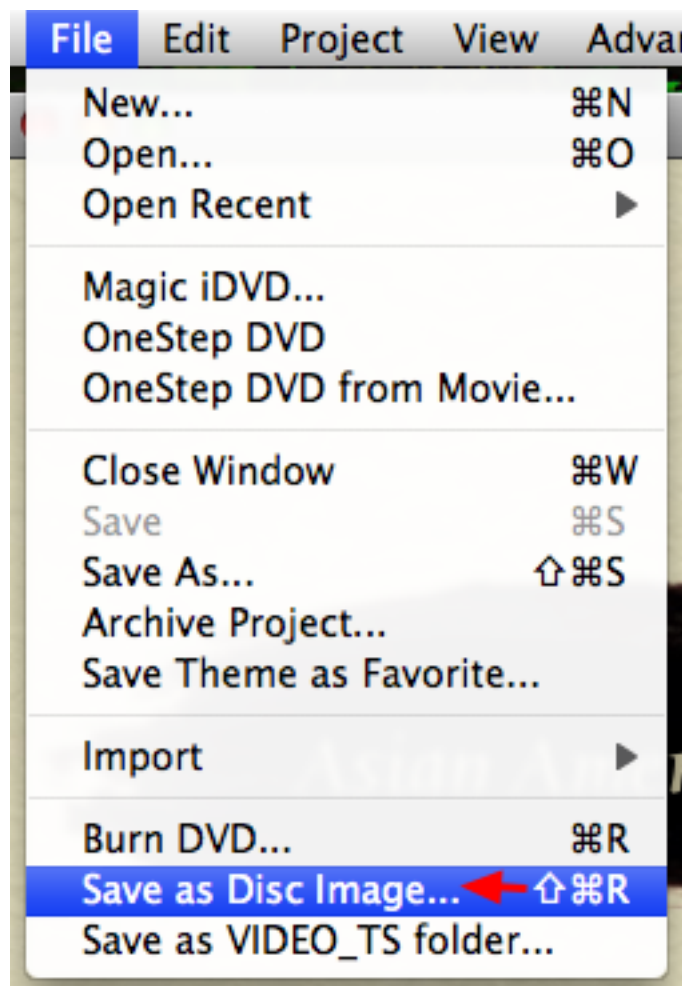 File Edit Project View Advar
New... ⌘N
Open... ⌘O
Open Recent ▶
Magic iDVD...
OneStep DVD
OneStep DVD from Movie...
Close Window ⌘W
Save ⌘S
Save As... ⇧⌘S
Archive Project...
Save Theme as Favorite...
Import ▶
Asian Amer
Burn DVD... ⌘R
Save as Disc Image... ⇧⌘R
Save as VIDEO_TS folder...